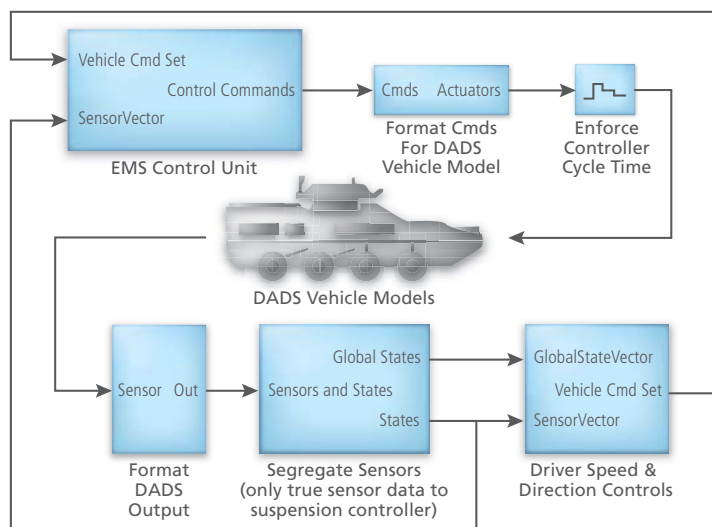 Vehicle Cmd Set
Control Commands
SensorVector
EMS Control Unit
Cmds Actuators
Format Cmds
For DADS
Vehicle Model
Enforce
Controller
Cycle Time
DADS Vehicle Models
Sensor Out
Format
DADS
Output
Global States
Sensors and States
States
Segregate Sensors
(only true sensor data to
suspension controller)
GlobalStateVector
Vehicle Cmd Set
SensorVector
Driver Speed &
Direction Controls